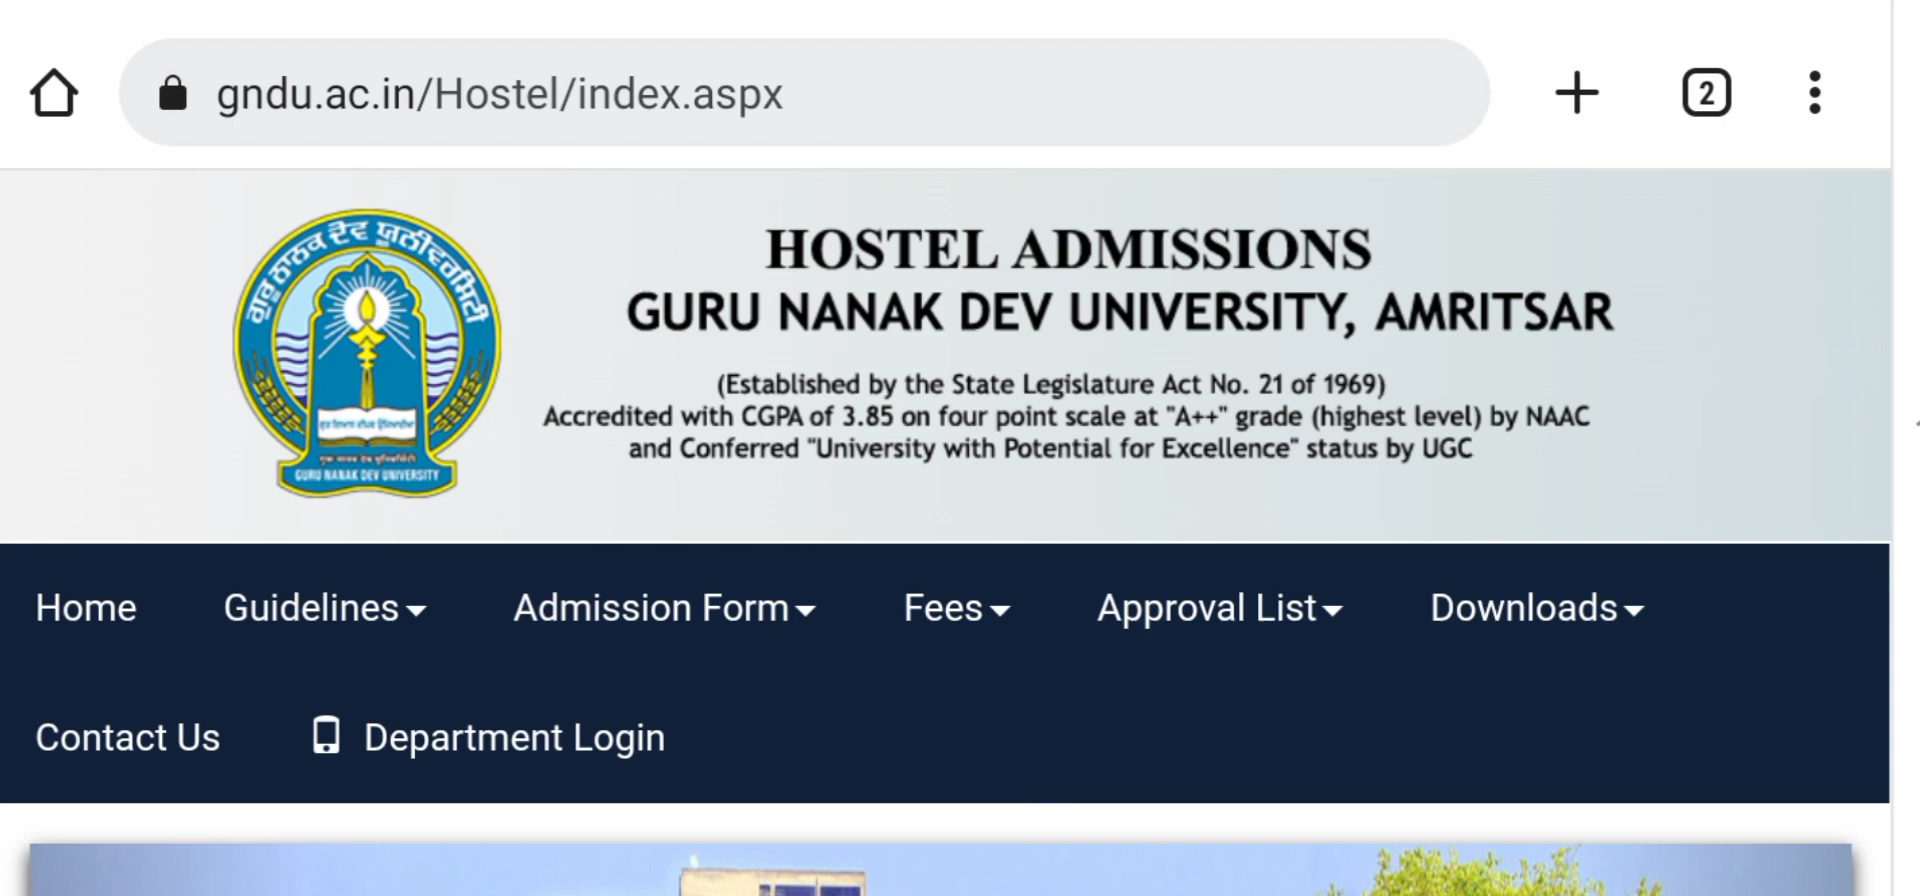 gndu.ac.in/Hostel/index.aspx
2
ਗੁਰੂ ਨਾਨਕ ਦੇਵ ਯੂਨੀਵਰਸਿਟੀ
GURU NANAK DEV UNIVERSITY
HOSTEL ADMISSIONS
GURU NANAK DEV UNIVERSITY, AMRITSAR
(Established by the State Legislature Act No. 21 of 1969)
Accredited with CGPA of 3.85 on four point scale at "A++" grade (highest level) by NAAC
and Conferred "University with Potential for Excellence" status by UGC
Home Guidelines Admission Form Fees Approval List Downloads
Contact Us Department Login